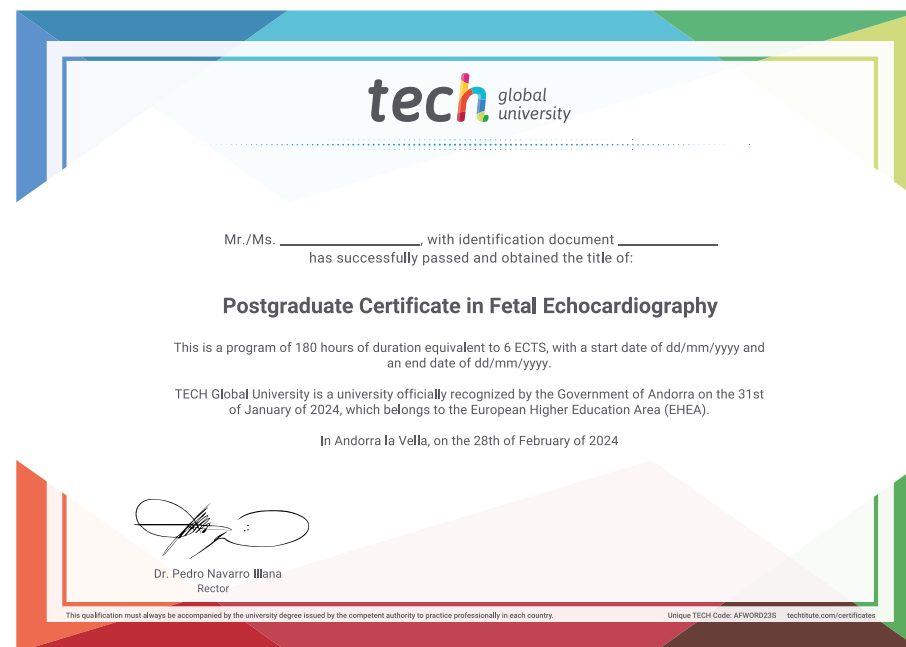 tech global university
Mr./Ms. ____________, with identification document ____________
has successfully passed and obtained the title of:
Postgraduate Certificate in Fetal Echocardiography
This is a program of 180 hours of duration equivalent to 6 ECTS, with a start date of dd/mm/yyyy and
an end date of dd/mm/yyyy.
TECH Global University is a university officially recognized by the Government of Andorra on the 31st
of January of 2024, which belongs to the European Higher Education Area (EHEA).
In Andorra la Vella, on the 28th of February of 2024
Dr. Pedro Navarro Illana
Rector
This qualification must always be accompanied by the university degree issued by the competent authority to practice professionally in each country.
Unique TECH Code: AFWORD23S techtitute.com/certificates